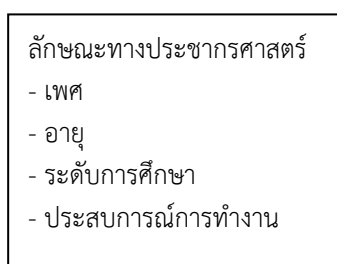 ลักษณะทางประชากรศาสตร์
- เพศ
- อายุ
- ระดับการศึกษา
- ประสบการณ์การทำงาน